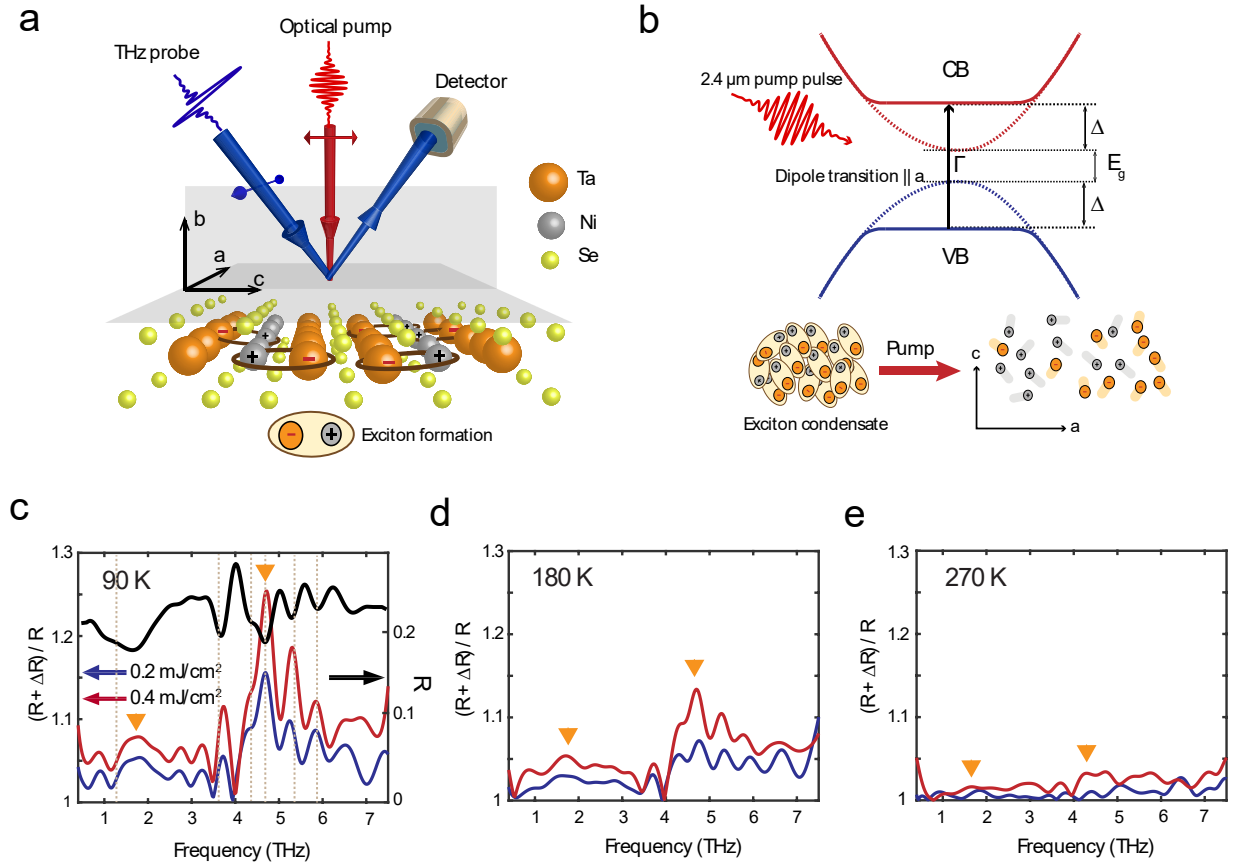 a
Optical pump
THz probe
Detector
Ta
Ni
Se
b
a
c
-
+
-
-
+
+
+
-
-
+
Exciton formation
b
2.4 µm pump pulse
CB
Δ
Γ
E_g
Dipole transition || a
Δ
VB
Pump
Exciton condensate
c
a
c
90 K
(R+ ΔR) / R
1.3
1.2
1.1
1
0.2 mJ/cm²
0.4 mJ/cm²
0.2
0.1
0
R
1 2 3 4 5 6 7
Frequency (THz)
d
180 K
(R+ ΔR) / R
1.3
1.2
1.1
1
1 2 3 4 5 6 7
Frequency (THz)
e
270 K
(R+ ΔR) / R
1.3
1.2
1.1
1
1 2 3 4 5 6 7
Frequency (THz)